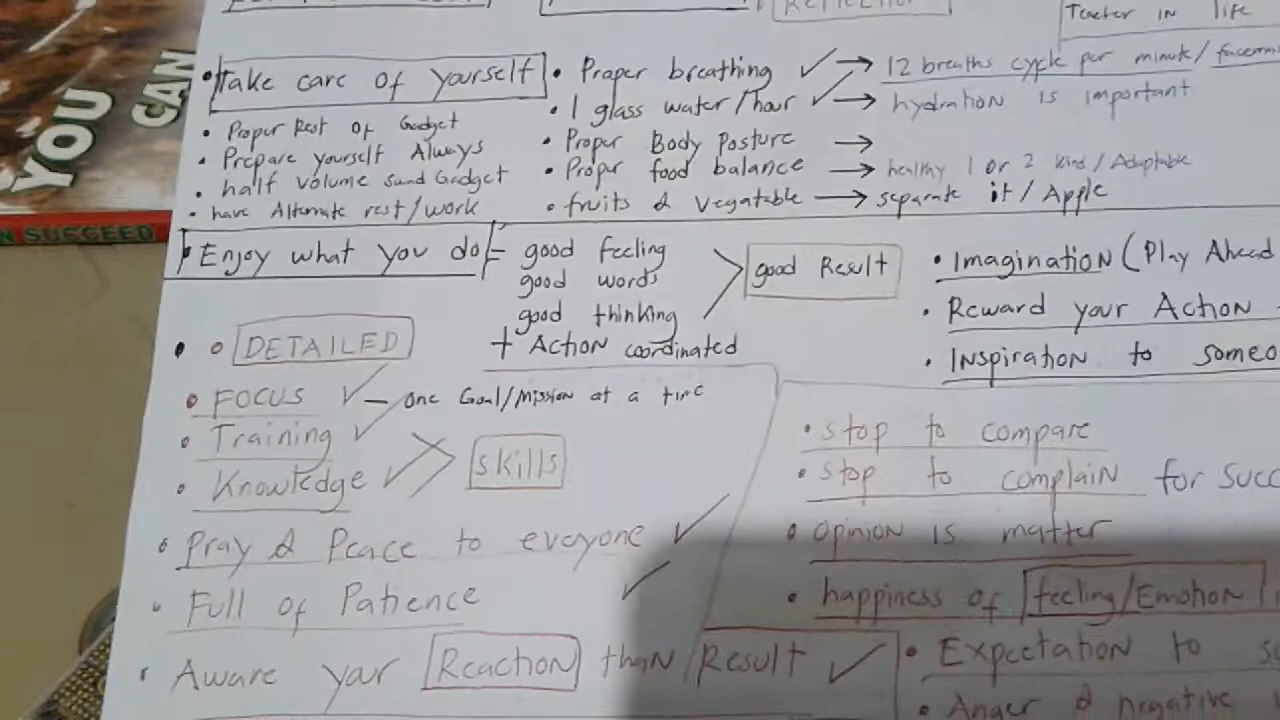 YOU
CAN
N SUCCEED
REFLECTION
Teacher in life
• Take care of yourself
• Proper Rest of Gadget
• Prepare yourself Always
• half volume sand Gadget
• have Alternate rest/work
• Proper breathing ✓ → 12 breaths cycle per minute/
• 1 glass water/hour ✓ → hydration is important
• Proper Body Posture →
• Proper food balance → healthy 1 or 2 kind/Adaptable
• fruits & vegatable → separate it/Apple
• Enjoy what you do - good feeling
good words
good thinking
+ Action coordinated
good Result
• Imagination (Play Ahead
• Reward your Action
• Inspiration to someo
• DETAILED
• FOCUS ✓ - one Goal/Mission at a time
• Training ✓
• Knowledge ✓
skills
• Pray & Peace to everyone ✓
• Full of Patience ✓
• Aware your Reaction than Result ✓
• stop to compare
• stop to complain for succ
• opinion is matter
• happiness of feeling/Emotion
• Expectation to
• Anger & negative